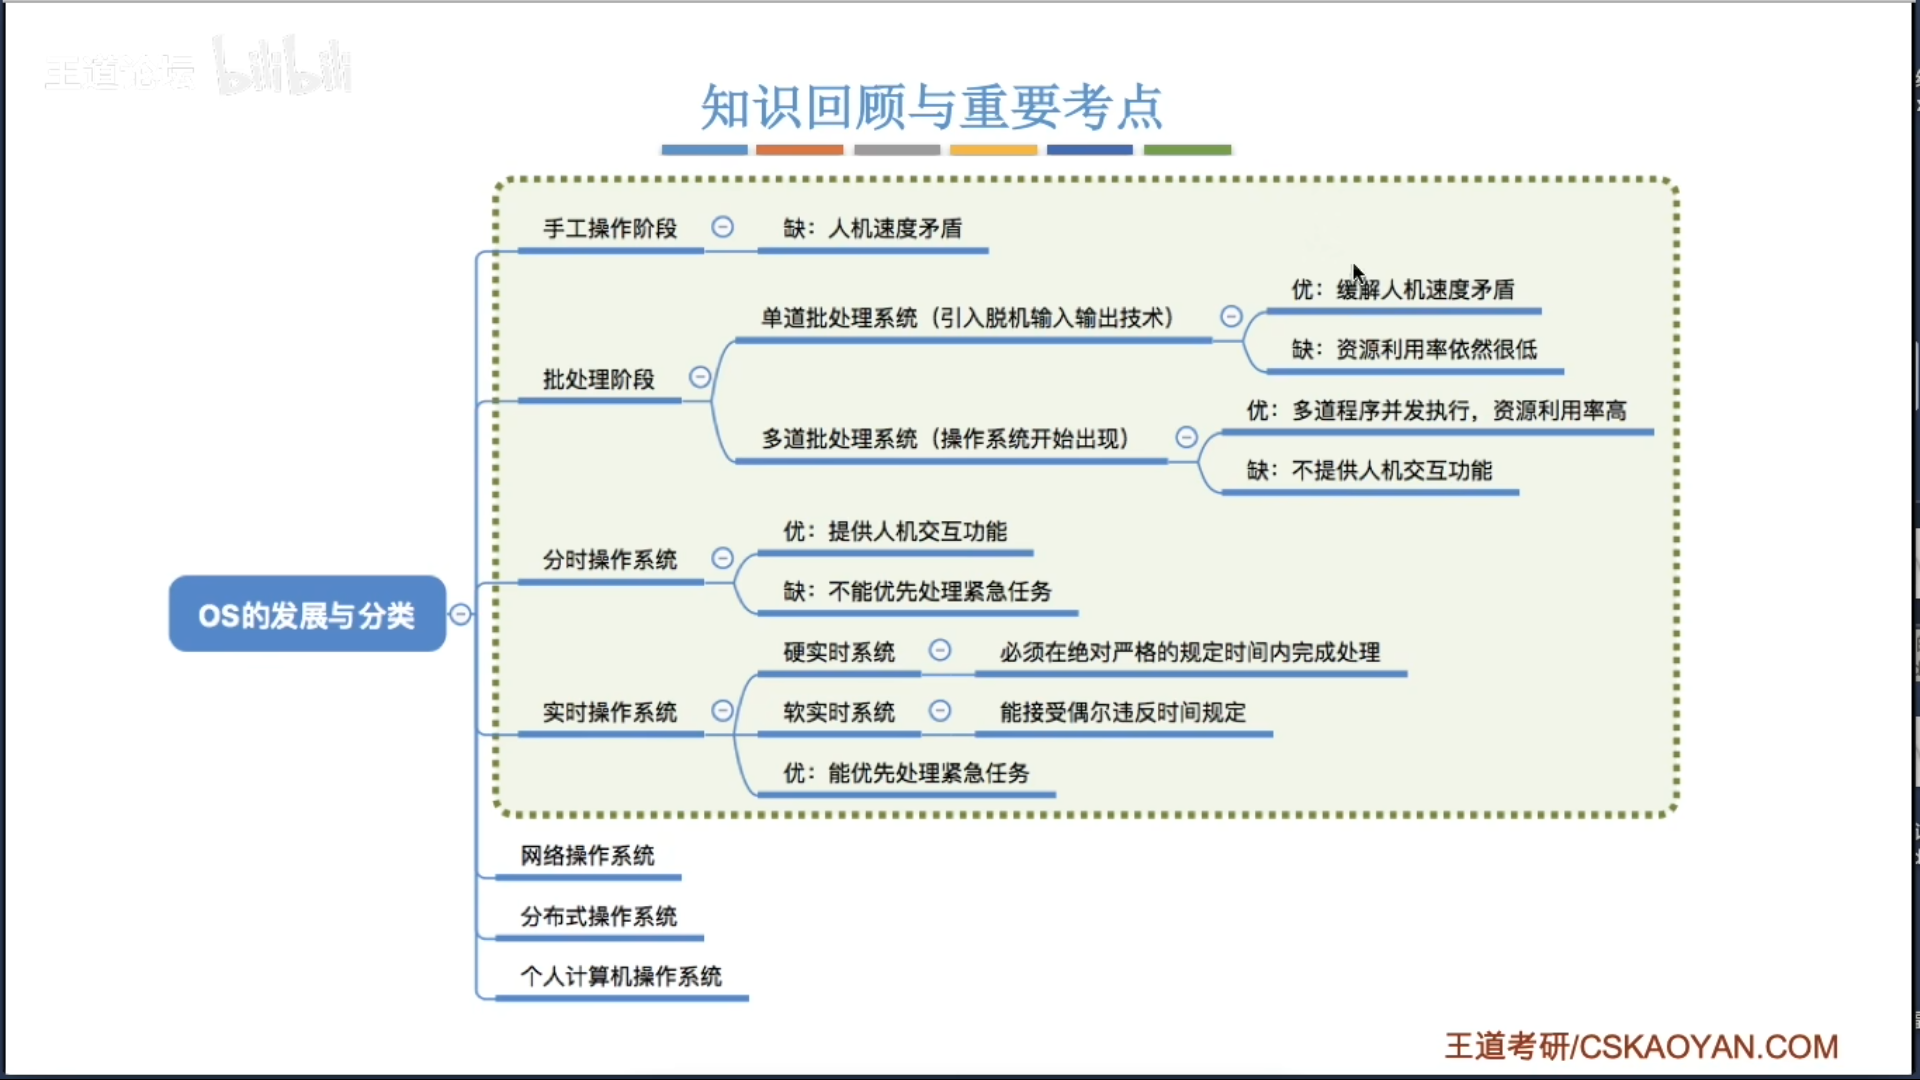 王道论坛 bilibili
知识回顾与重要考点
手工操作阶段
缺：人机速度矛盾
批处理阶段
单道批处理系统（引入脱机输入输出技术）
优：缓解人机速度矛盾
缺：资源利用率依然很低
多道批处理系统（操作系统开始出现）
优：多道程序并发执行，资源利用率高
缺：不提供人机交互功能
OS的发展与分类
分时操作系统
优：提供人机交互功能
缺：不能优先处理紧急任务
实时操作系统
硬实时系统
必须在绝对严格的规定时间内完成处理
软实时系统
能接受偶尔违反时间规定
优：能优先处理紧急任务
网络操作系统
分布式操作系统
个人计算机操作系统
王道考研/CSKAOYAN.COM